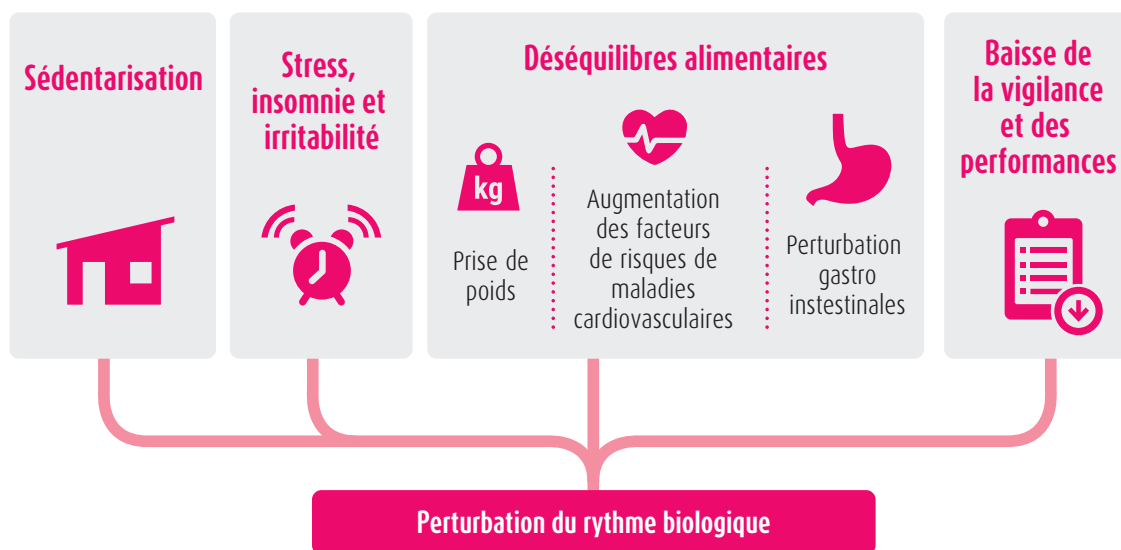 Sédentarisation
Stress,
insomnie et
irritabilité
Déséquilibres alimentaires
kg
Prise de
poids
Augmentation
des facteurs
de risques de
maladies
cardiovasculaires
Perturbation
gastro
instestinales
Baisse de
la vigilance
et des
performances
Perturbation du rythme biologique